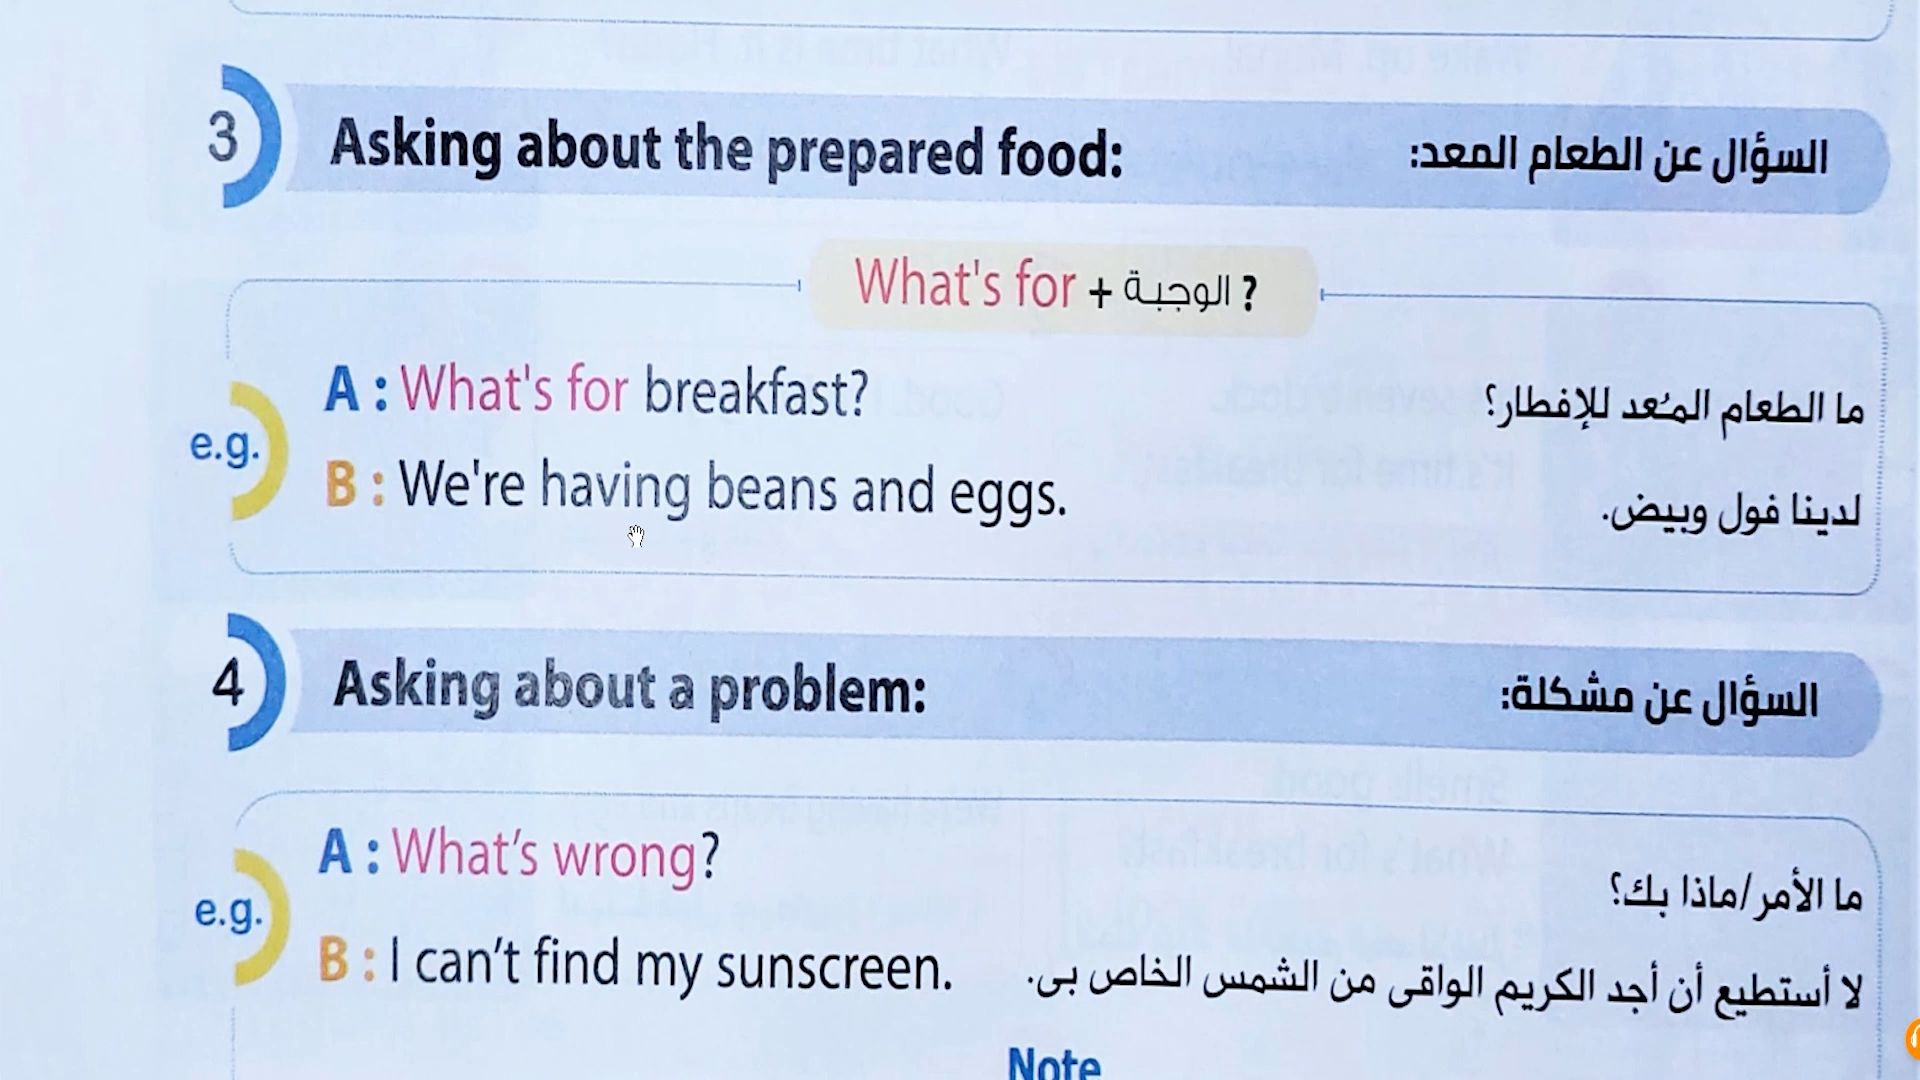 3 Asking about the prepared food: السؤال عن الطعام المعد:
What's for + الوجبة ?
A : What's for breakfast? ما الطعام المُعد للإفطار؟
e.g.
B : We're having beans and eggs. لدينا فول وبيض.
4 Asking about a problem: السؤال عن مشكلة:
A : What's wrong? ما الأمر/ماذا بك؟
e.g.
B : I can't find my sunscreen. لا أستطيع أن أجد الكريم الواقى من الشمس الخاص بى.
Note